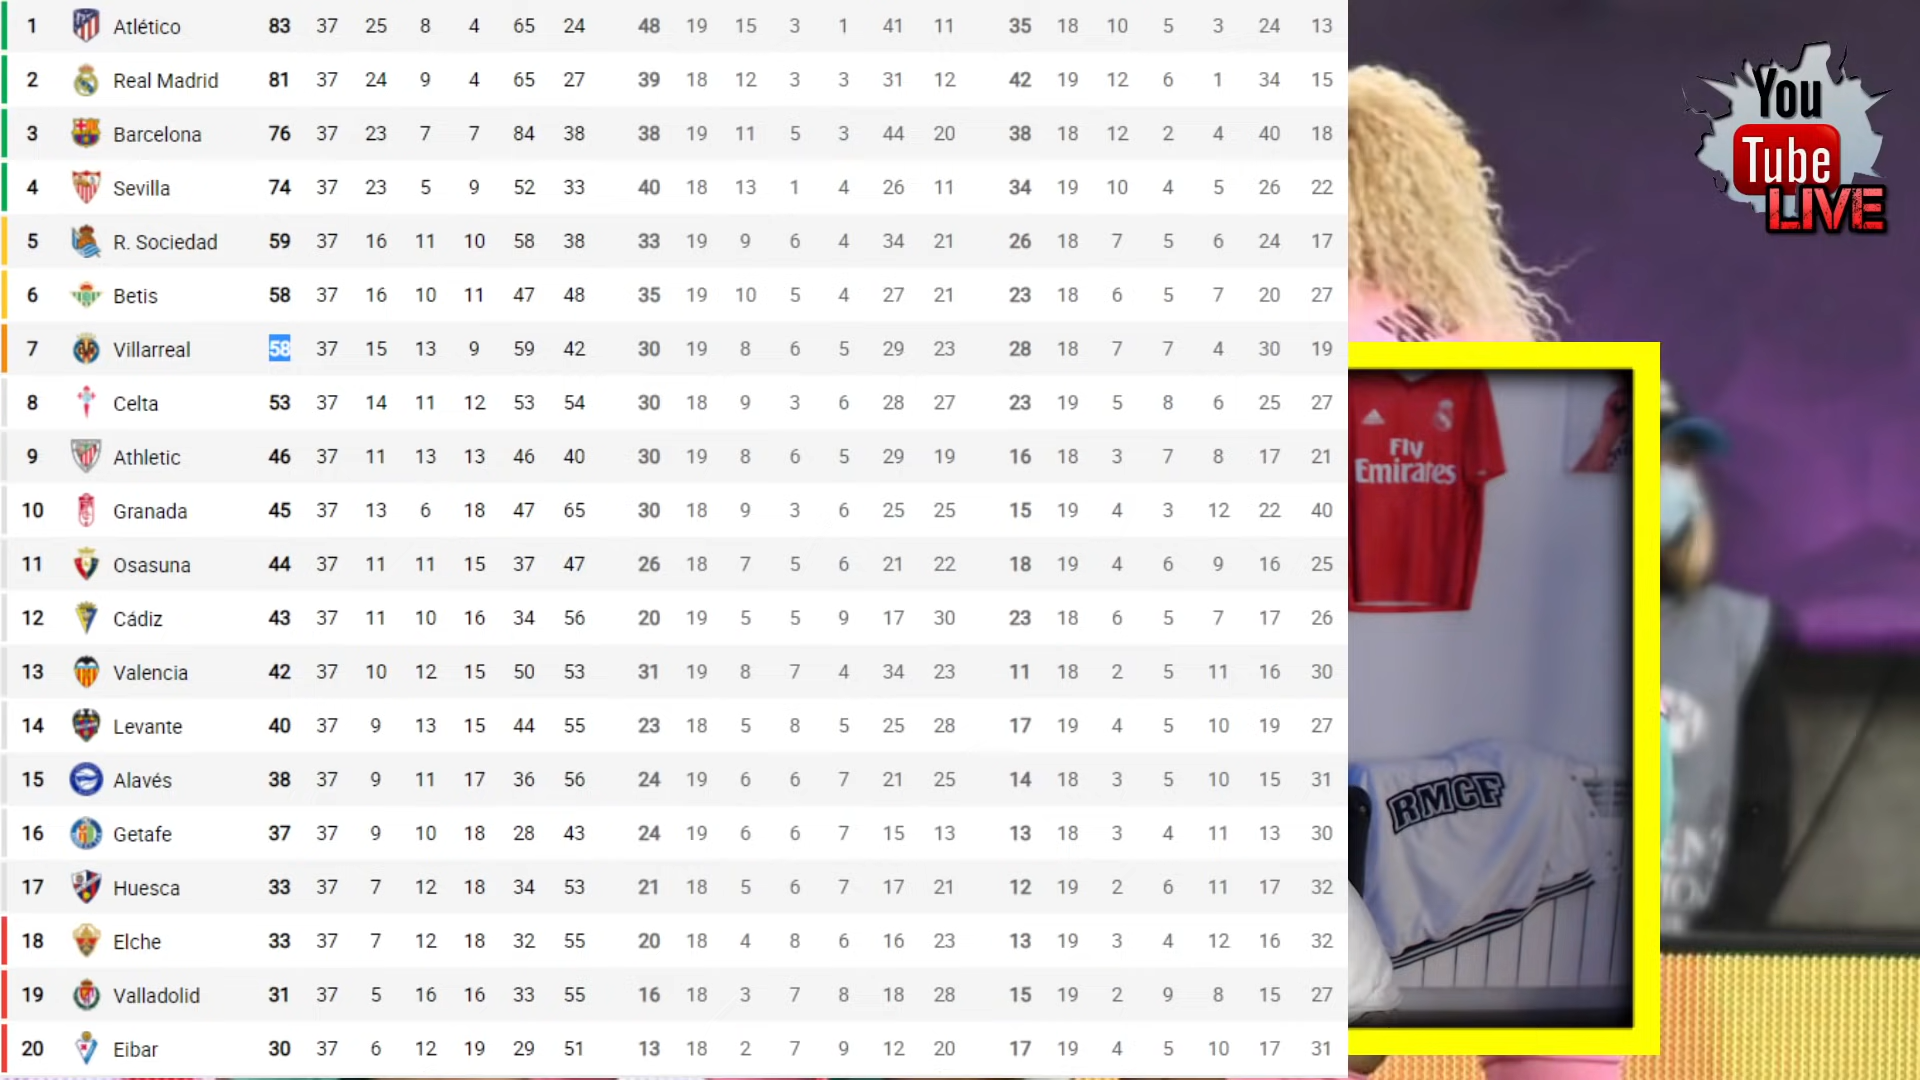 1 Atlético 83 37 25 8 4 65 24 48 19 15 3 1 41 11 35 18 10 5 3 24 13
2 Real Madrid 81 37 24 9 4 65 27 39 18 12 3 3 31 12 42 19 12 6 1 34 15
3 Barcelona 76 37 23 7 7 84 38 38 19 11 5 3 44 20 38 18 12 2 4 40 18
4 Sevilla 74 37 23 5 9 52 33 40 18 13 1 4 26 11 34 19 10 4 5 26 22
5 R. Sociedad 59 37 16 11 10 58 38 33 19 9 6 4 34 21 26 18 7 5 6 24 17
6 Betis 58 37 16 10 11 47 48 35 19 10 5 4 27 21 23 18 6 5 7 20 27
7 Villarreal 58 37 15 13 9 59 42 30 19 8 6 5 29 23 28 18 7 7 4 30 19
8 Celta 53 37 14 11 12 53 54 30 18 9 3 6 28 27 23 19 5 8 6 25 27
9 Athletic 46 37 11 13 13 46 40 30 19 8 6 5 29 19 16 18 3 7 8 17 21
10 Granada 45 37 13 6 18 47 65 30 18 9 3 6 25 25 15 19 4 3 12 22 40
11 Osasuna 44 37 11 11 15 37 47 26 18 7 5 6 21 22 18 19 4 6 9 16 25
12 Cádiz 43 37 11 10 16 34 56 20 19 5 5 9 17 30 23 18 6 5 7 17 26
13 Valencia 42 37 10 12 15 50 53 31 19 8 7 4 34 23 11 18 2 5 11 16 30
14 Levante 40 37 9 13 15 44 55 23 18 5 8 5 25 28 17 19 4 5 10 19 27
15 Alavés 38 37 9 11 17 36 56 24 19 6 6 7 21 25 14 18 3 5 10 15 31
16 Getafe 37 37 9 10 18 28 43 24 19 6 6 7 15 13 13 18 3 4 11 13 30
17 Huesca 33 37 7 12 18 34 53 21 18 5 6 7 17 21 12 19 2 6 11 17 32
18 Elche 33 37 7 12 18 32 55 20 18 4 8 6 16 23 13 19 3 4 12 16 32
19 Valladolid 31 37 5 16 16 33 55 16 18 3 7 8 18 28 15 19 2 9 8 15 27
20 Eibar 30 37 6 12 19 29 51 13 18 2 7 9 12 20 17 19 4 5 10 17 31
You
Tube
LIVE
Fly
Emirates
RMCF